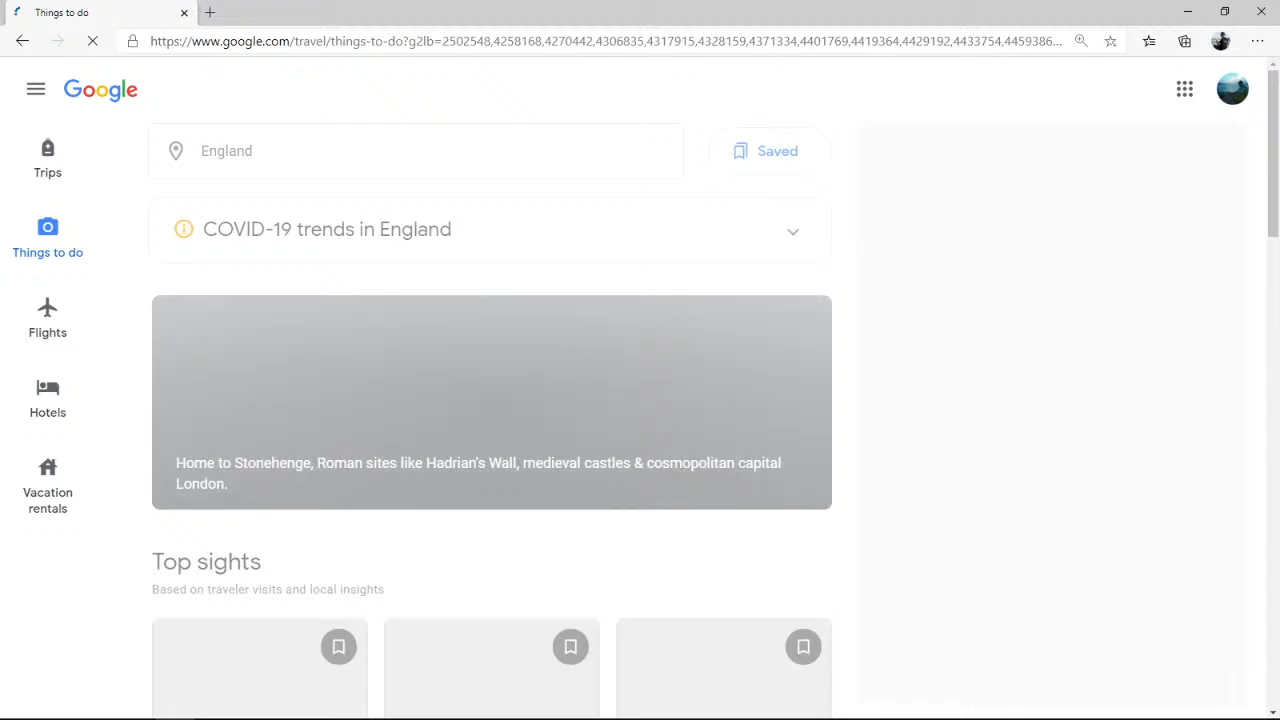 Things to do
https://www.google.com/travel/things-to-do?g2lb=2502548,4258168,4270442,4306835,4317915,4328159,4371334,4401769,4419364,4429192,4433754,4459386...
Google
England
Saved
Trips
COVID-19 trends in England
Things to do
Flights
Hotels
Home to Stonehenge, Roman sites like Hadrian's Wall, medieval castles & cosmopolitan capital
London.
Vacation
rentals
Top sights
Based on traveler visits and local insights